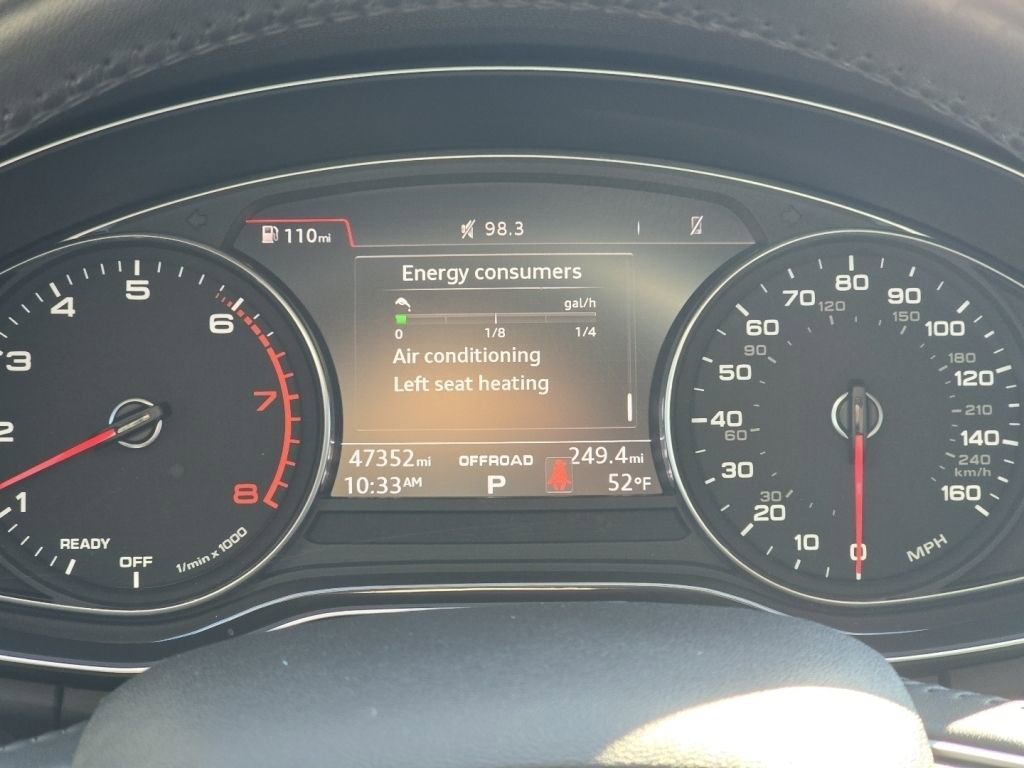 110mi
98.3
Energy consumers
gal/h
0 1/8 1/4
Air conditioning
Left seat heating
47352mi OFFROAD 249.4mi
10:33AM P 52°F
1 2 3 4 5 6 7 8
READY
OFF
1/min x 1000
0 10 20 30 40 50 60 70 80 90 100 120 140 160
MPH
30 60 90 120 150 180 210 240
km/h